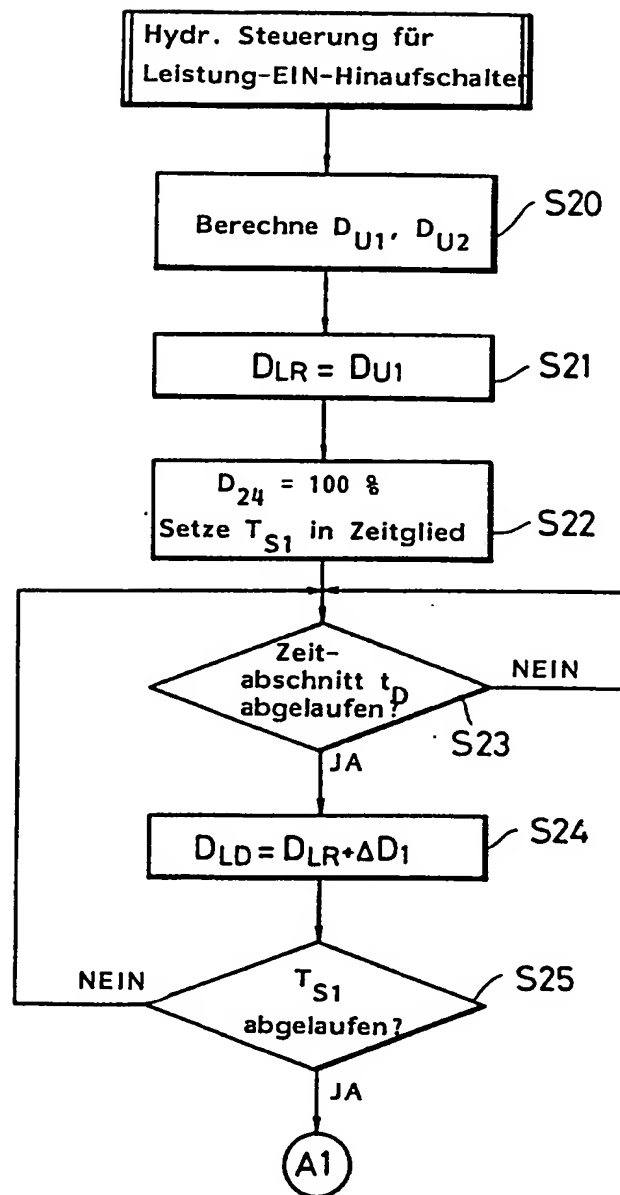 Hydr. Steuerung für
Leistung-EIN-Hinaufschalter
Berechne D_U1, D_U2
S20
D_LR = D_U1
S21
D_24 = 100 %
Setze T_S1 in Zeitglied
S22
Zeit-
abschnitt t_D
abgelaufen?
NEIN
S23
JA
D_LD = D_LR + ΔD_1
S24
NEIN
T_S1
abgelaufen?
S25
JA
A1